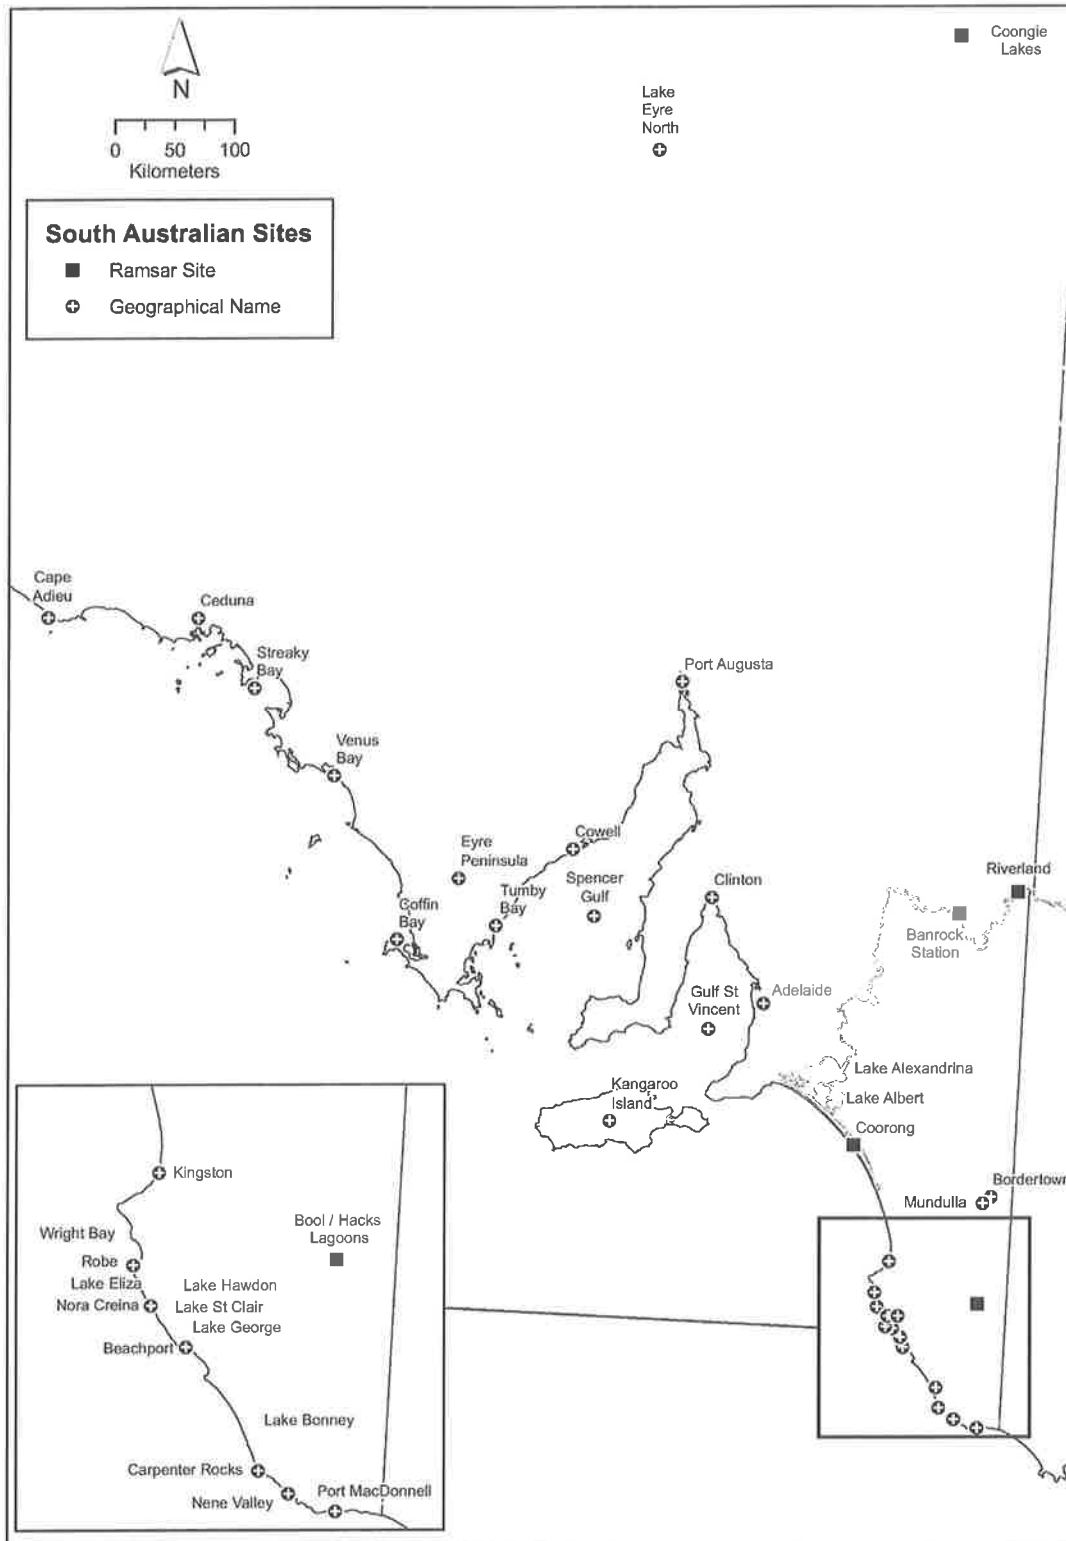 Coongie
Lakes
Lake
Eyre
North
N
0 50 100
Kilometers
South Australian Sites
Ramsar Site
Geographical Name
Cape
Adieu
Ceduna
Streaky
Bay
Port Augusta
Venus
Bay
Cowell
Eyre
Peninsula
Riverland
Spencer
Gulf
Clinton
Tumby
Bay
Coffin
Bay
Banrock
Station
Gulf St
Vincent
Adelaide
Lake Alexandrina
Kangaroo
Island
Lake Albert
Coorong
Bordertown
Mundulla
Kingston
Bool / Hacks
Lagoons
Wright Bay
Robe
Lake Eliza
Lake Hawdon
Nora Creina
Lake St Clair
Lake George
Beachport
Lake Bonney
Carpenter Rocks
Nene Valley
Port MacDonnell